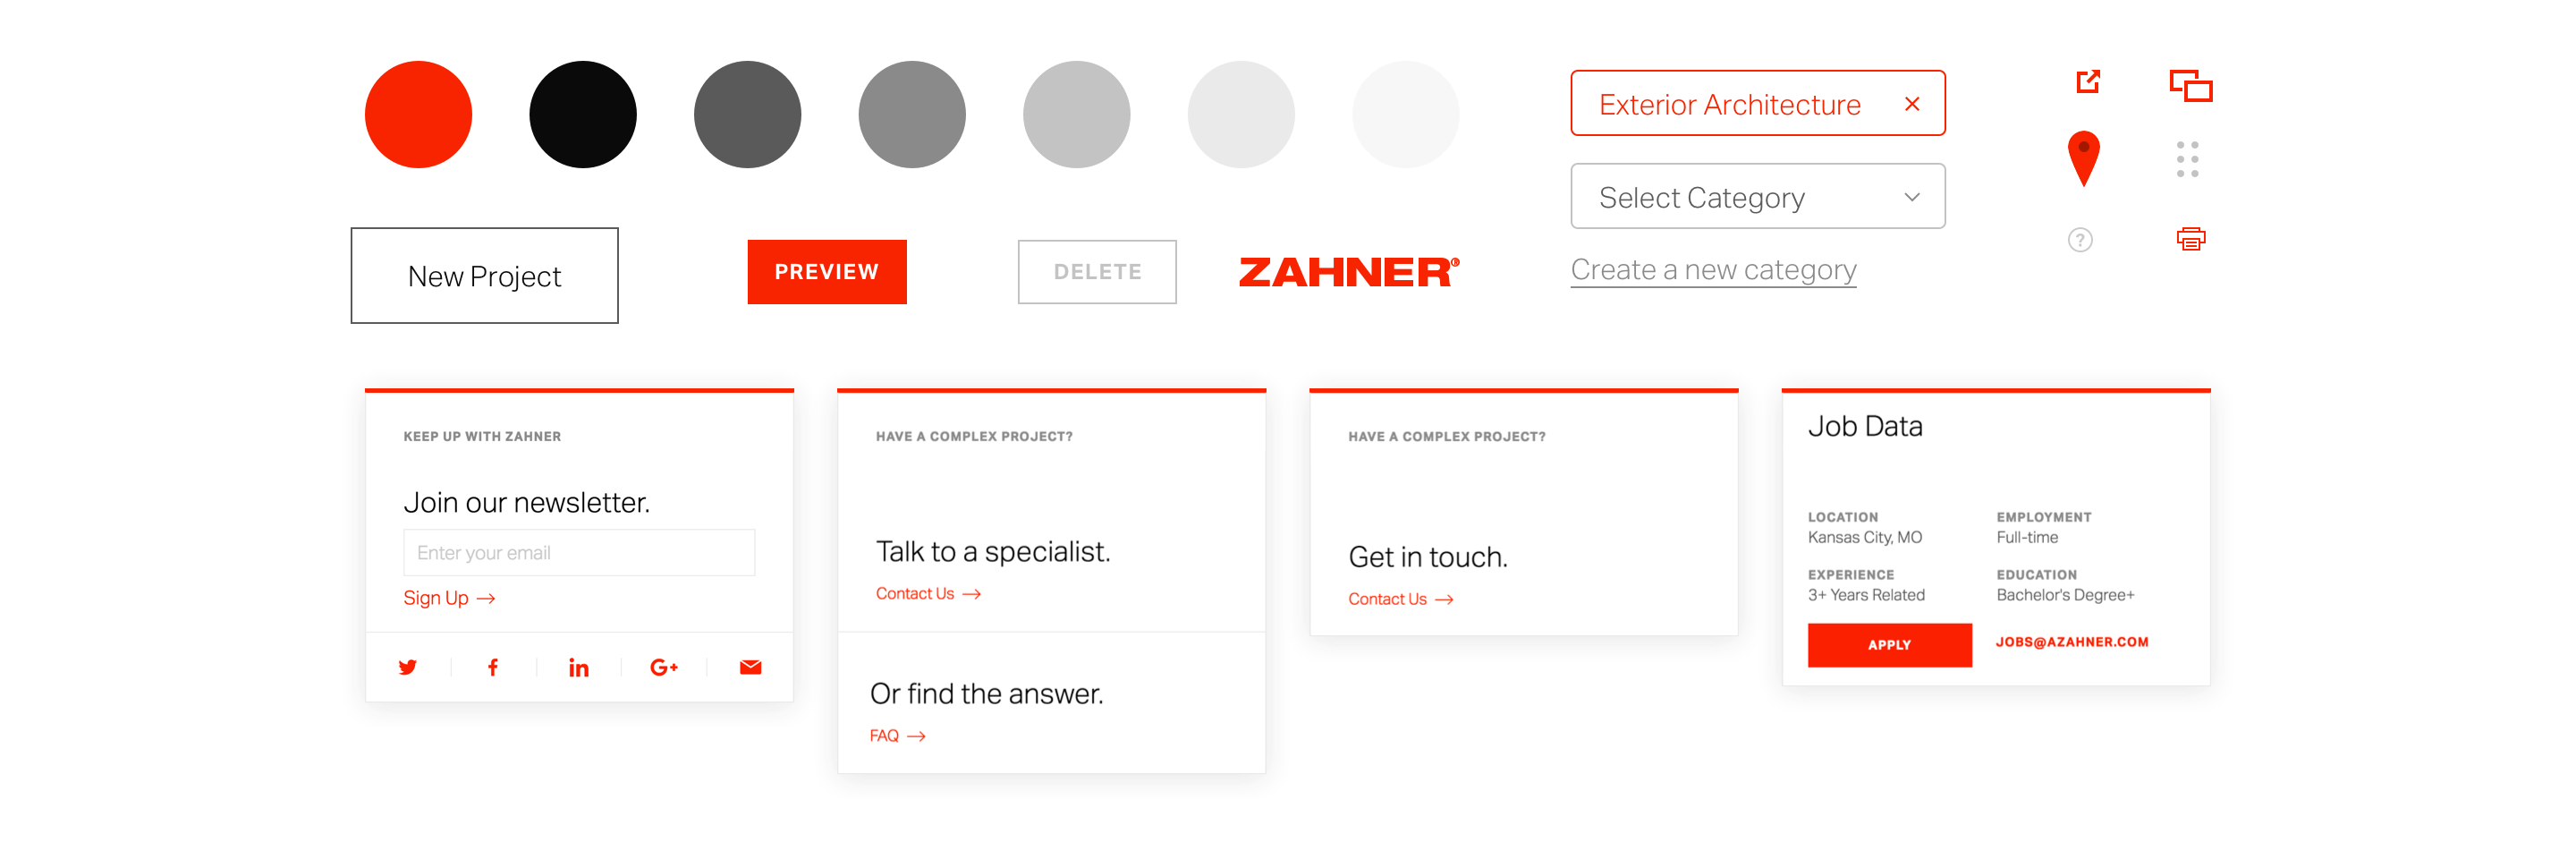 Exterior Architecture
Select Category
Create a new category
New Project
PREVIEW
DELETE
ZAHNER®
?
KEEP UP WITH ZAHNER
Join our newsletter.
Enter your email
Sign Up →
f
in
G+
HAVE A COMPLEX PROJECT?
Talk to a specialist.
Contact Us →
Or find the answer.
FAQ →
HAVE A COMPLEX PROJECT?
Get in touch.
Contact Us →
Job Data
LOCATION
Kansas City, MO
EMPLOYMENT
Full-time
EXPERIENCE
3+ Years Related
EDUCATION
Bachelor's Degree+
APPLY
JOBS@AZAHNER.COM